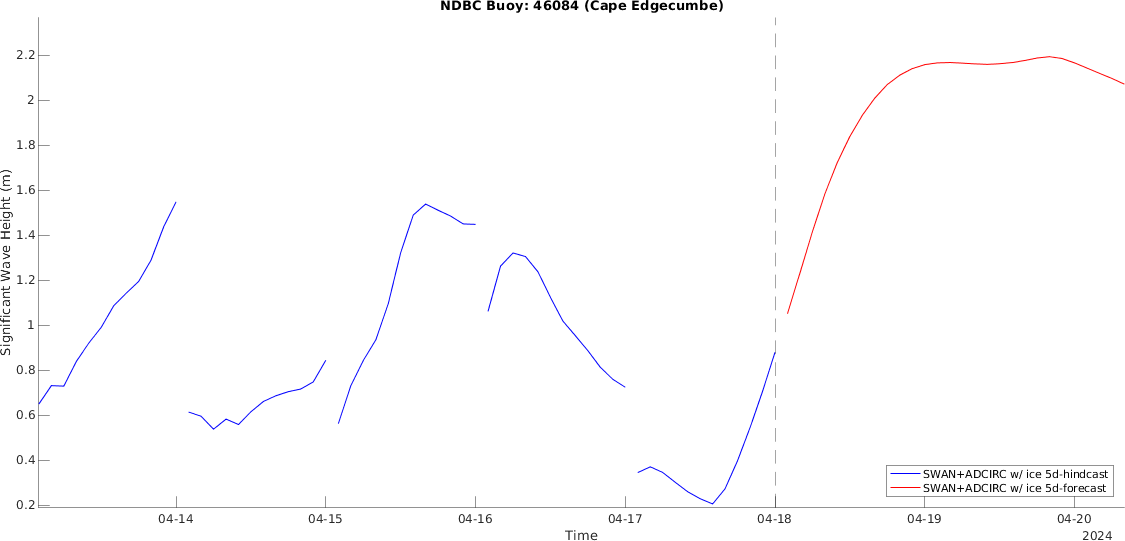 NDBC Buoy: 46084 (Cape Edgecumbe)
2.2
2
1.8
1.6
1.4
1.2
1
0.8
0.6
0.4
0.2
Significant Wave Height (m)
SWAN+ADCIRC w/ ice 5d-hindcast
SWAN+ADCIRC w/ ice 5d-forecast
04-14 04-15 04-16 04-17 04-18 04-19 04-20
Time
2024